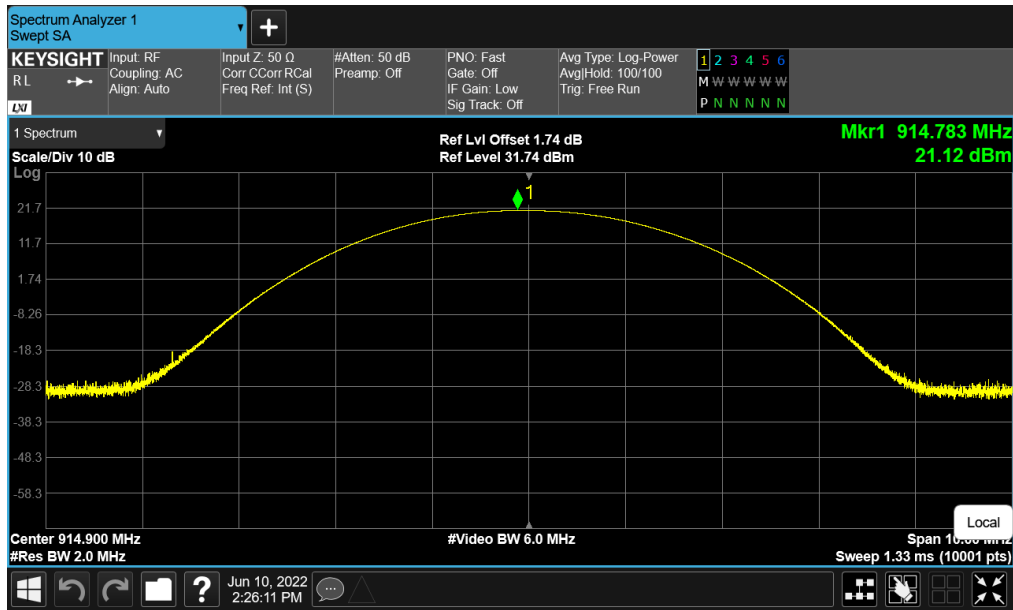 Spectrum Analyzer 1
Swept SA
KEYSIGHT
R L
LXI
Input: RF
Coupling: AC
Align: Auto
Input Z: 50 Ω
Corr CCorr RCal
Freq Ref: Int (S)
#Atten: 50 dB
Preamp: Off
PNO: Fast
Gate: Off
IF Gain: Low
Sig Track: Off
Avg Type: Log-Power
Avg|Hold: 100/100
Trig: Free Run
1 2 3 4 5 6
M W W W W W
P N N N N N
1 Spectrum
Scale/Div 10 dB
Ref Lvl Offset 1.74 dB
Ref Level 31.74 dBm
Mkr1 914.783 MHz
21.12 dBm
Log
1
21.7
11.7
1.74
-8.26
-18.3
-28.3
-38.3
-48.3
-58.3
Local
Center 914.900 MHz
#Video BW 6.0 MHz
Span 10.00 MHz
#Res BW 2.0 MHz
Sweep 1.33 ms (10001 pts)
?
Jun 10, 2022
2:26:11 PM